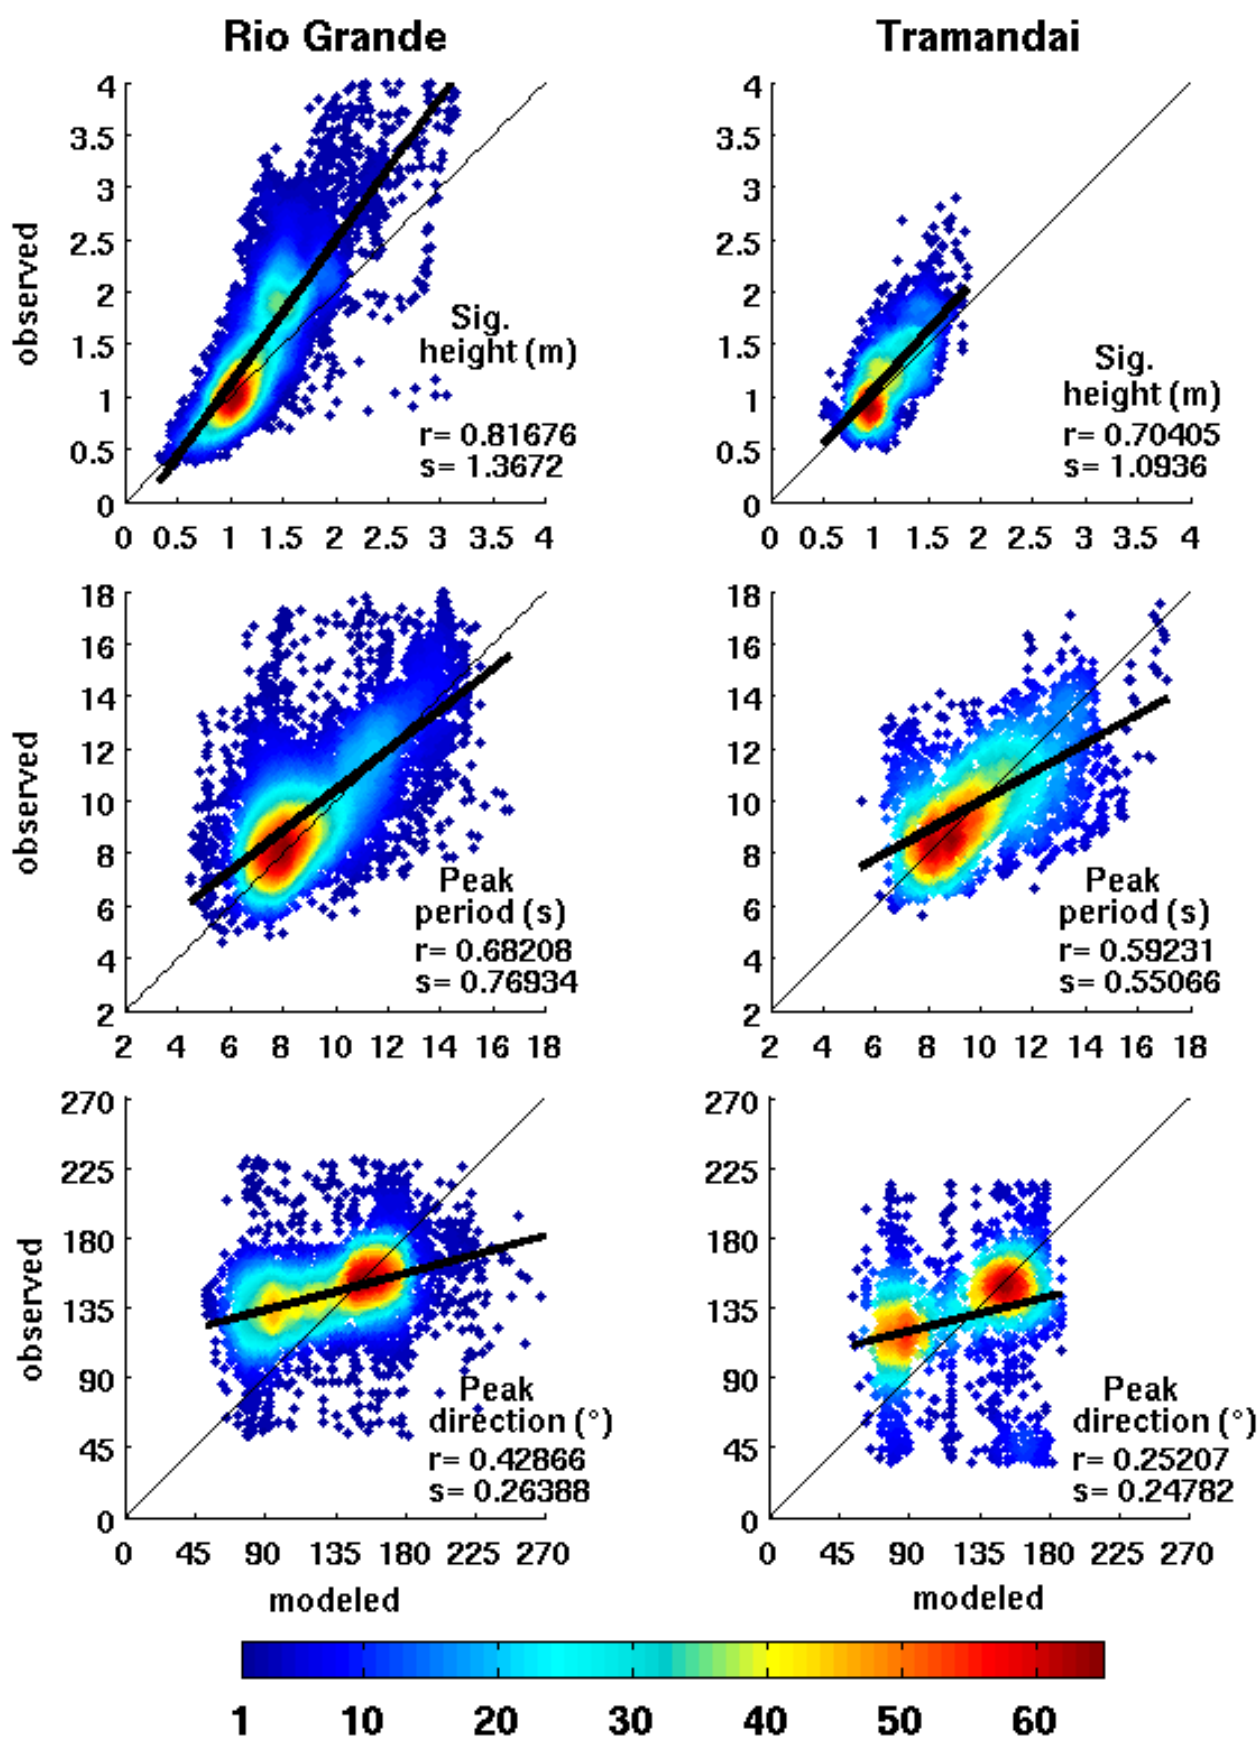 Rio Grande
Tramandai
4
3.5
3
2.5
2
1.5
1
0.5
0
observed
Sig.
height (m)
r= 0.81676
s= 1.3672
0 0.5 1 1.5 2 2.5 3 3.5 4
4
3.5
3
2.5
2
1.5
1
0.5
0
Sig.
height (m)
r= 0.70405
s= 1.0936
0 0.5 1 1.5 2 2.5 3 3.5 4
18
16
14
12
10
8
6
4
2
observed
Peak
period (s)
r= 0.68208
s= 0.76934
2 4 6 8 10 12 14 16 18
18
16
14
12
10
8
6
4
2
Peak
period (s)
r= 0.59231
s= 0.55066
2 4 6 8 10 12 14 16 18
270
225
180
135
90
45
0
observed
Peak
direction (°)
r= 0.42866
s= 0.26388
0 45 90 135 180 225 270
modeled
270
225
180
135
90
45
0
Peak
direction (°)
r= 0.25207
s= 0.24782
0 45 90 135 180 225 270
modeled
1 10 20 30 40 50 60